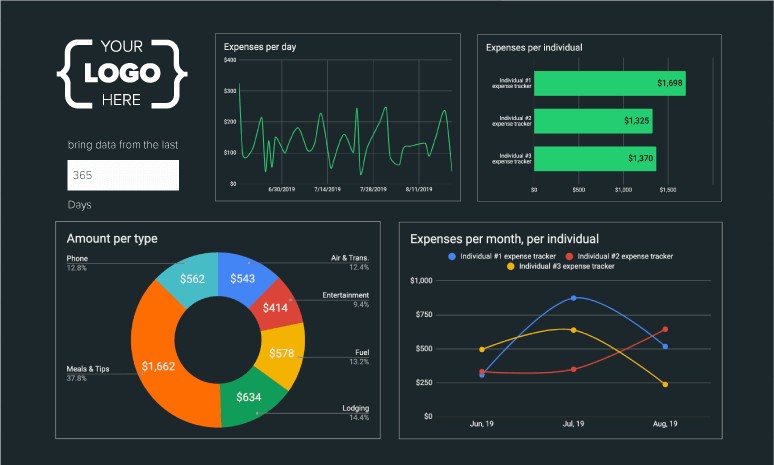 YOUR
LOGO
HERE
bring data from the last
365
Days
Expenses per day
$400
$300
$200
$100
$0
6/30/2019
7/14/2019
7/28/2019
8/11/2019
Expenses per individual
Individual #1
expense tracker
$1,698
Individual #2
expense tracker
$1,325
Individual #3
expense tracker
$1,370
$0
$500
$1,000
$1,500
Amount per type
Phone
12.8%
Air & Trans.
12.4%
Entertainment
9.4%
Fuel
13.2%
Meals & Tips
37.8%
Lodging
14.4%
$562
$543
$414
$578
$1,662
$634
Expenses per month, per individual
Individual #1 expense tracker
Individual #2 expense tracker
Individual #3 expense tracker
$1,000
$750
$500
$250
$0
Jun, 19
Jul, 19
Aug, 19